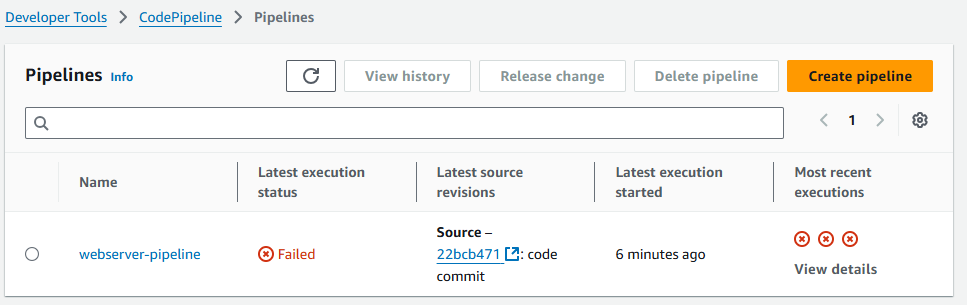 Developer Tools > CodePipeline > Pipelines
Pipelines Info
View history
Release change
Delete pipeline
Create pipeline
1
Name
Latest execution
status
Latest source
revisions
Latest execution
started
Most recent
executions
webserver-pipeline
Failed
Source –
22bcb471 : code
commit
6 minutes ago
View details